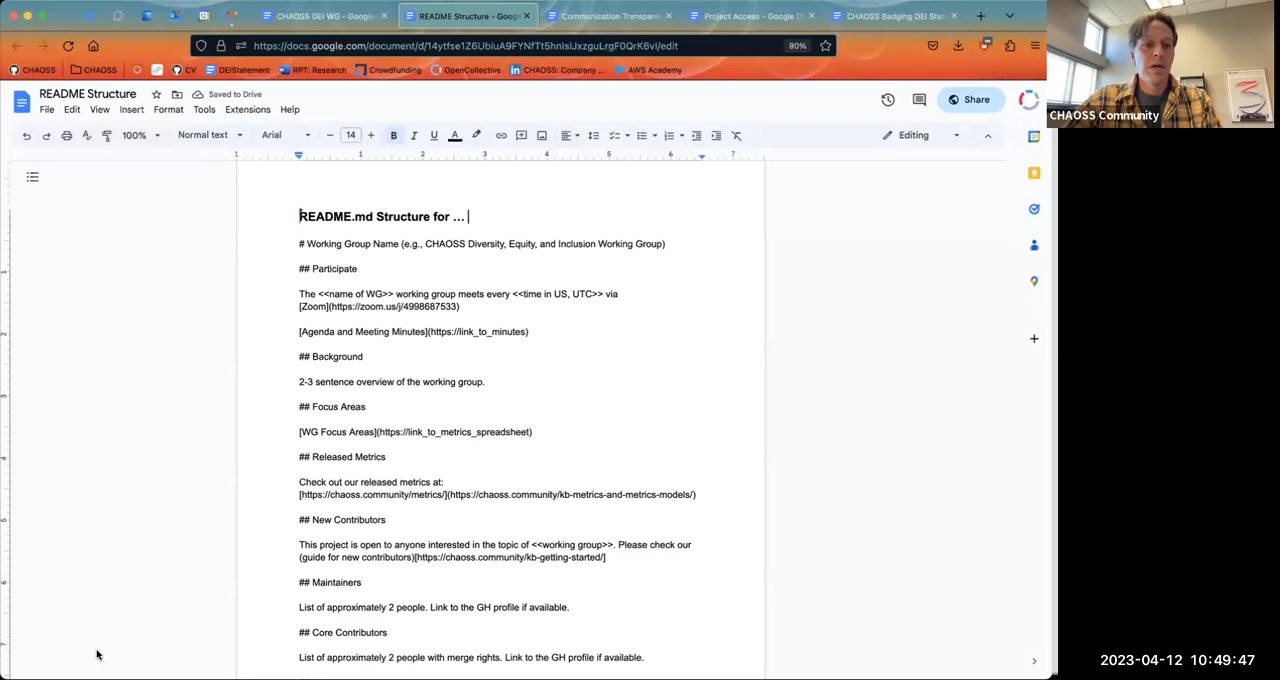 CHAOSS DEI WG - Google
README Structure - Goog
Communication Transpare
Project Access - Google D
CHAOSS Badging DEI Stat
https://docs.google.com/document/d/14ytfse1Z6UbiuA9FYNfTt5hnIsIJxzguLrgF0QrK6vI/edit
90%
CHAOSS
CHAOSS
CV
DEIStatement
RPT: Research
Crowdfunding
OpenCollective
CHAOSS: Company ...
AWS Academy
CHAOSS Community
README Structure
Saved to Drive
File Edit View Insert Format Tools Extensions Help
Share
100% Normal text Arial 14 B I U A Editing
1 1 2 3 4 5 6 7
README.md Structure for ...
# Working Group Name (e.g., CHAOSS Diversity, Equity, and Inclusion Working Group)
## Participate
The <<name of WG>> working group meets every <<time in US, UTC>> via
[Zoom](https://zoom.us/j/4998687533)
[Agenda and Meeting Minutes](https://link_to_minutes)
## Background
2-3 sentence overview of the working group.
## Focus Areas
[WG Focus Areas](https://link_to_metrics_spreadsheet)
## Released Metrics
Check out our released metrics at:
[https://chaoss.community/metrics/](https://chaoss.community/kb-metrics-and-metrics-models/)
## New Contributors
This project is open to anyone interested in the topic of <<working group>>. Please check our
(guide for new contributors)[https://chaoss.community/kb-getting-started/]
## Maintainers
List of approximately 2 people. Link to the GH profile if available.
## Core Contributors
List of approximately 2 people with merge rights. Link to the GH profile if available.
2023-04-12 10:49:47